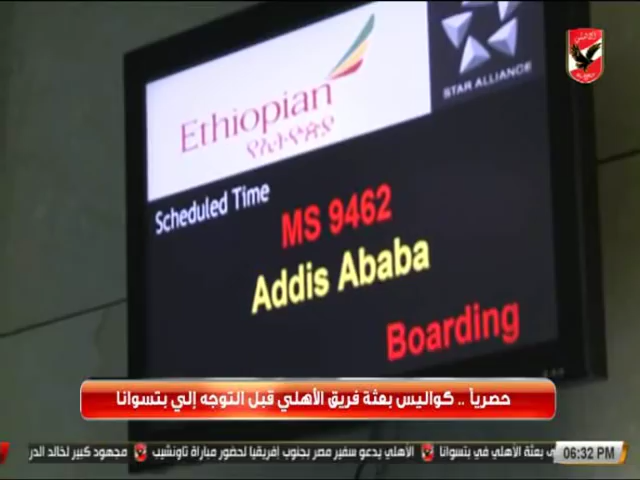 Ethiopian
የኢትዮጵያ
STAR ALLIANCE
الأهلي
Scheduled Time
MS 9462
Addis Ababa
Boarding
حصرياً .. كواليس بعثة فريق الأهلي قبل التوجه إلي بتسوانا
بعثة الأهلي في بتسوانا الأهلي يدعو سفير مصر بجنوب إفريقيا لحضور مباراة تاونشيب مجهود كبير لخالد الدر
06:32 PM